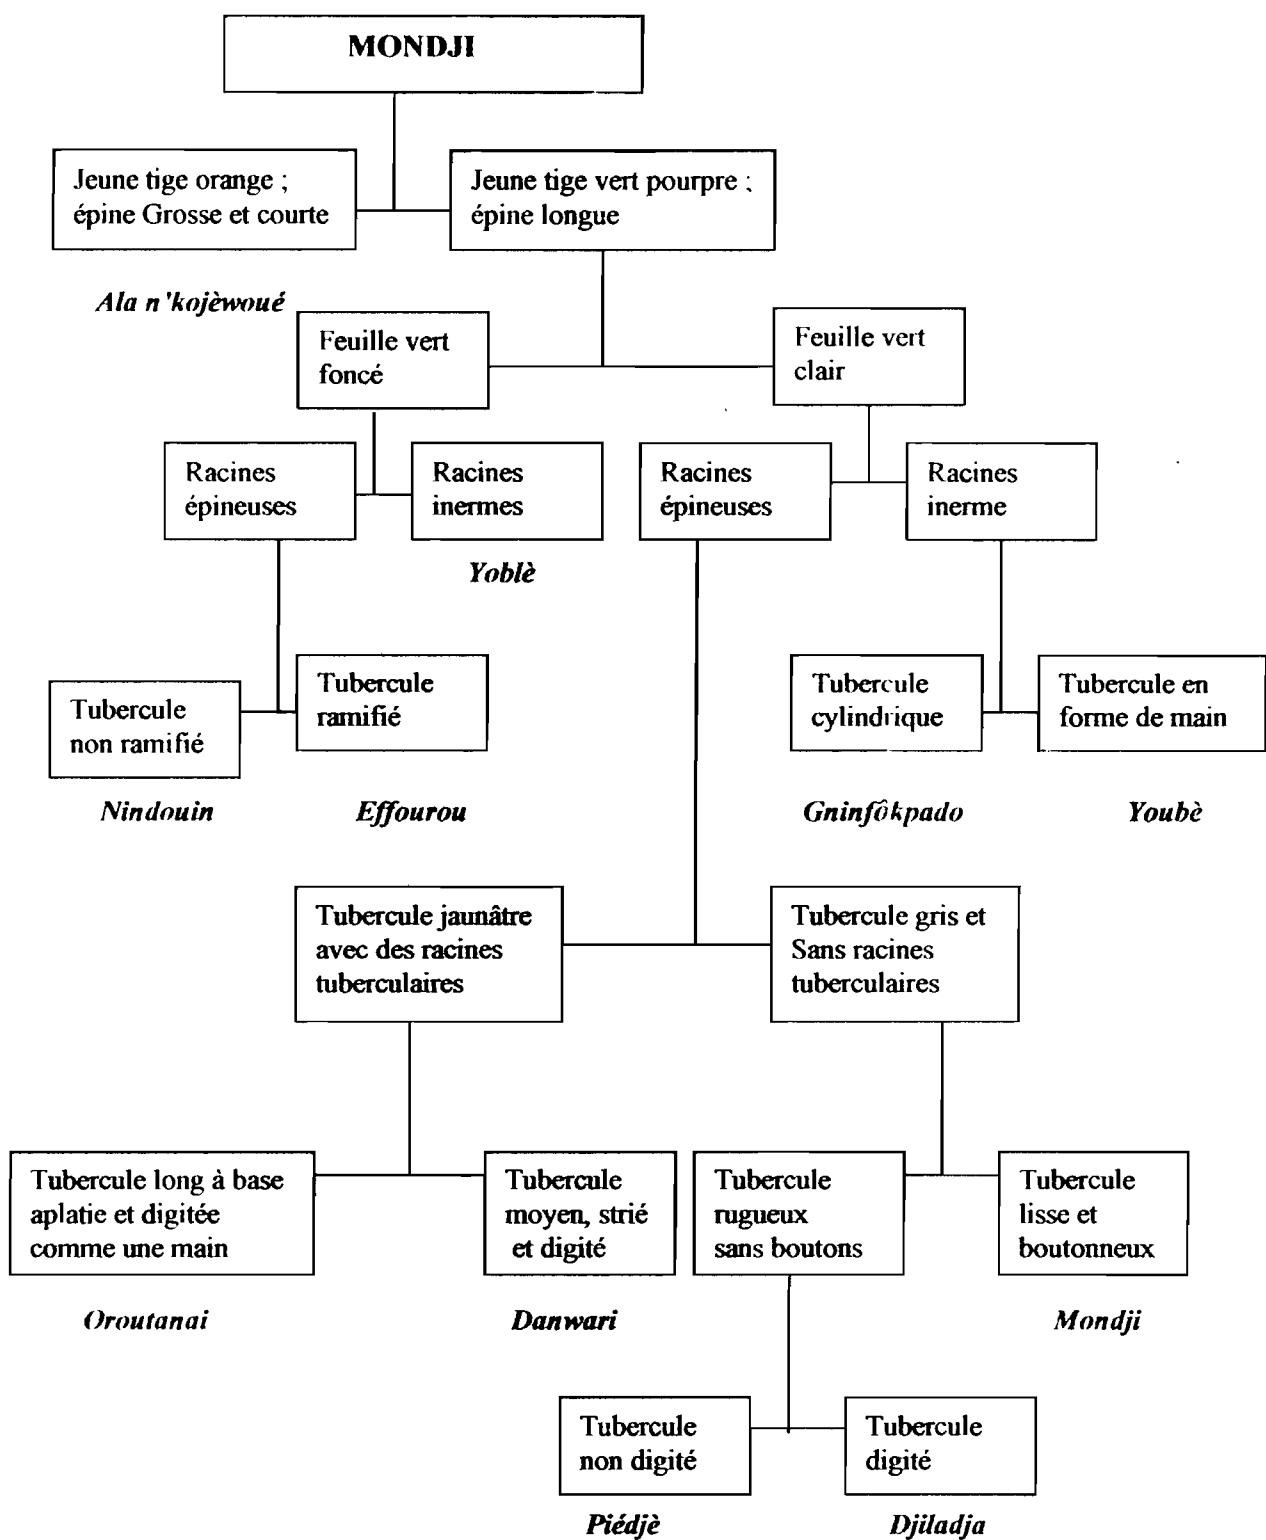 MONDJI
Jeune tige orange ;
épine Grosse et courte
Jeune tige vert pourpre ;
épine longue
Ala n'kojèwoué
Feuille vert
foncé
Feuille vert
clair
Racines
épineuses
Racines
inermes
Racines
épineuses
Racines
inerme
Yoblè
Tubercule
non ramifié
Tubercule
ramifié
Tubercule
cylindrique
Tubercule en
forme de main
Nindouin
Effourou
Gninfôkpado
Youbè
Tubercule jaunâtre
avec des racines
tuberculaires
Tubercule gris et
Sans racines
tuberculaires
Tubercule long à base
aplatie et digitée
comme une main
Tubercule
moyen, strié
et digité
Tubercule
rugueux
sans boutons
Tubercule
lisse et
boutonneux
Oroutanai
Danwari
Mondji
Tubercule
non digité
Tubercule
digité
Piédjè
Djiladja